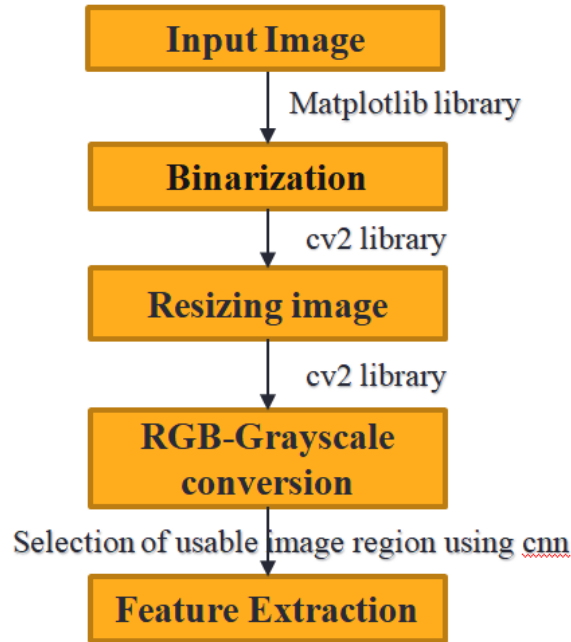 Input Image
Matplotlib library
Binarization
cv2 library
Resizing image
cv2 library
RGB-Grayscale
conversion
Selection of usable image region using cnn
Feature Extraction